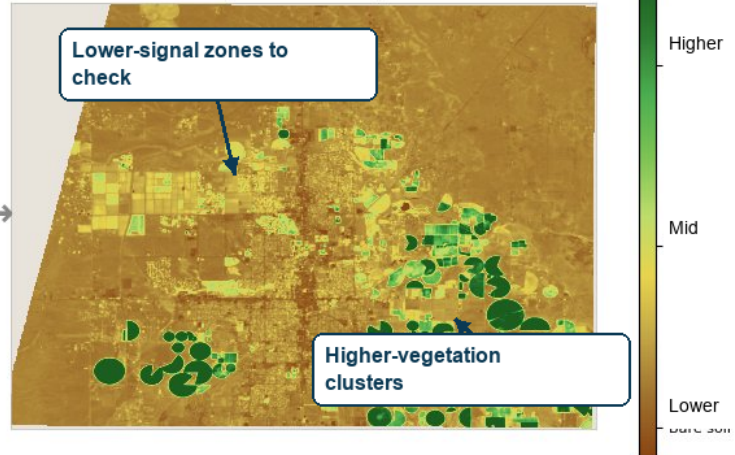 Lower-signal zones to
check
Higher
Mid
Higher-vegetation
clusters
Lower